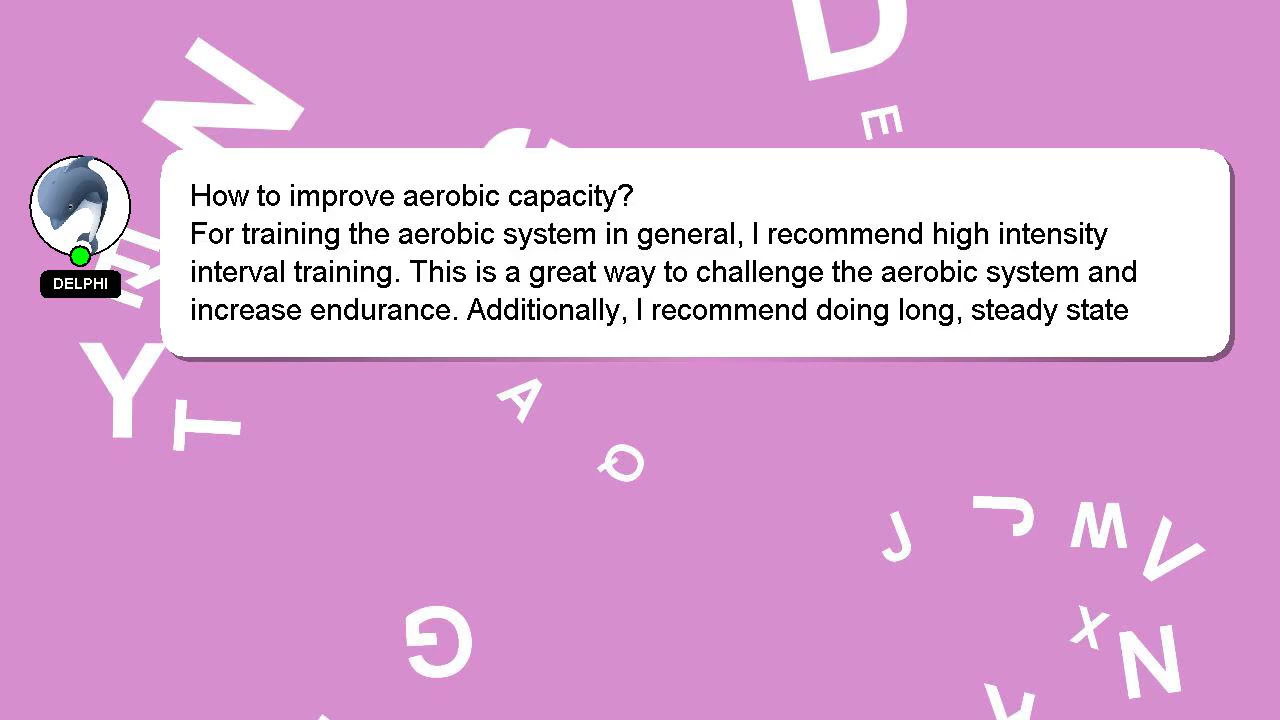 D
N
E
How to improve aerobic capacity?
For training the aerobic system in general, I recommend high intensity
interval training. This is a great way to challenge the aerobic system and
increase endurance. Additionally, I recommend doing long, steady state
DELPHI
Y
T
A
Q
J
J
W
V
X
N
G